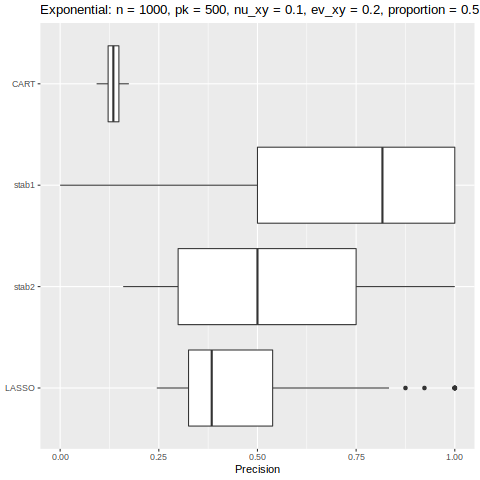 Exponential: n = 1000, pk = 500, nu_xy = 0.1, ev_xy = 0.2, proportion = 0.5
CART
stab1
stab2
LASSO
0.00 0.25 0.50 0.75 1.00
Precision